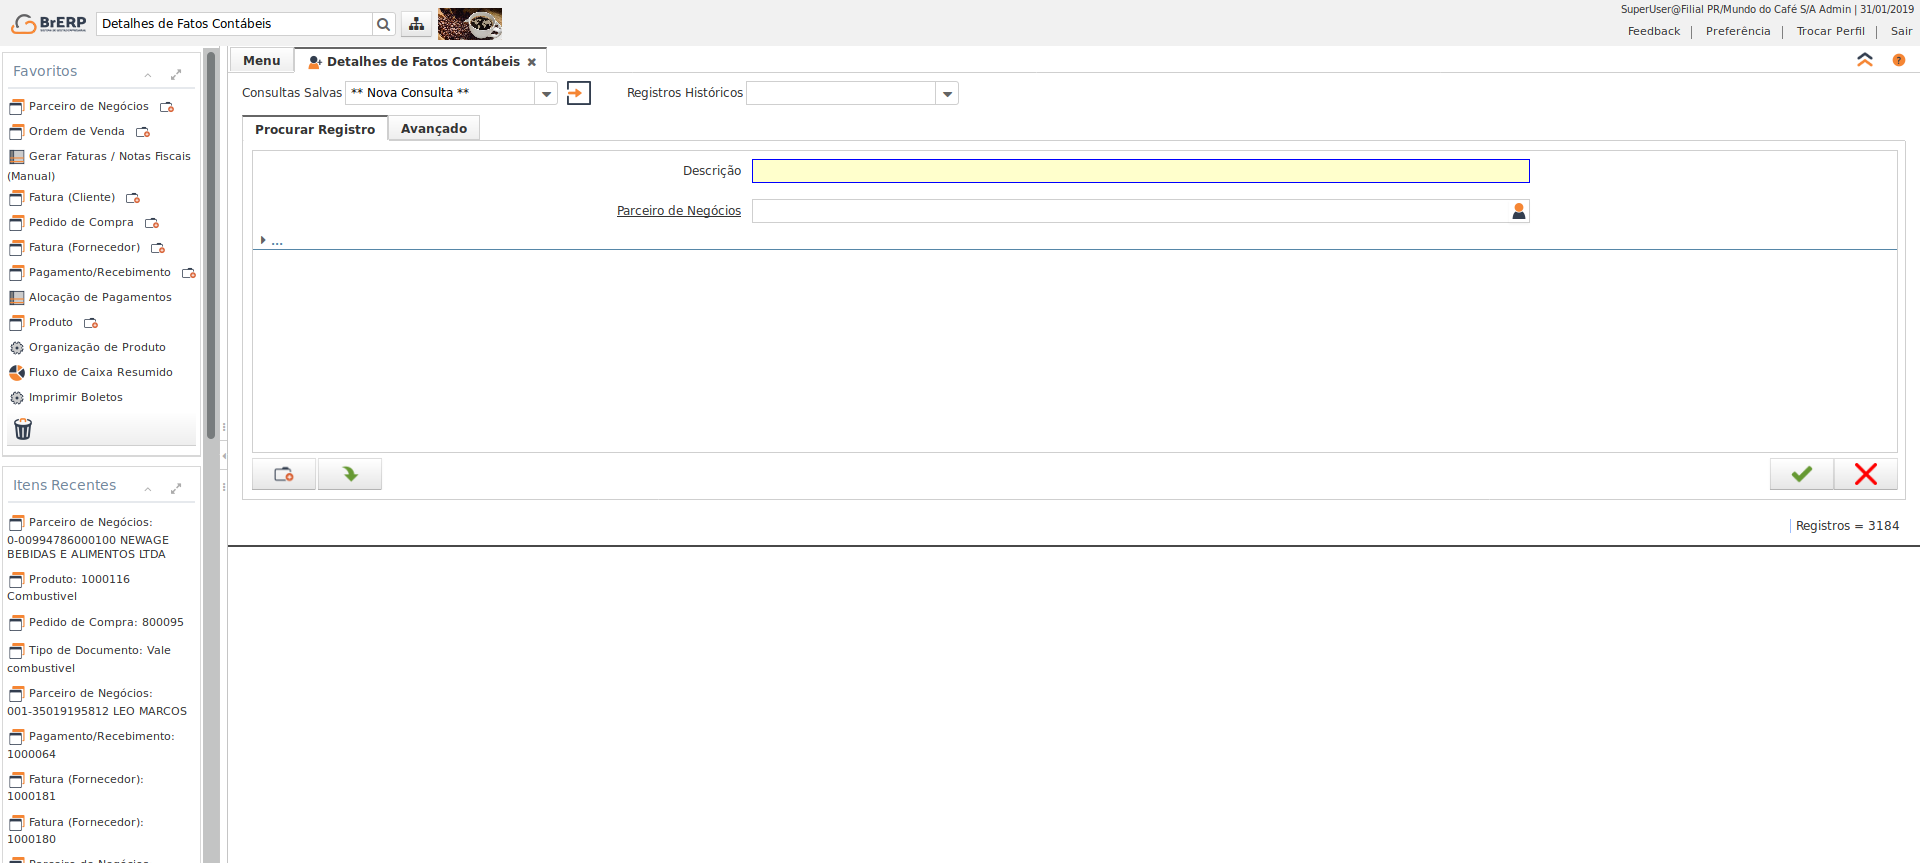 BrERP
Detalhes de Fatos Contábeis
SuperUser@Filial PR/Mundo do Café S/A Admin | 31/01/2019
Feedback | Preferência | Trocar Perfil | Sair
Favoritos
Parceiro de Negócios
Ordem de Venda
Gerar Faturas / Notas Fiscais
(Manual)
Fatura (Cliente)
Pedido de Compra
Fatura (Fornecedor)
Pagamento/Recebimento
Alocação de Pagamentos
Produto
Organização de Produto
Fluxo de Caixa Resumido
Imprimir Boletos
Itens Recentes
Parceiro de Negócios:
0-00994786000100 NEWAGE
BEBIDAS E ALIMENTOS LTDA
Produto: 1000116
Combustivel
Pedido de Compra: 800095
Tipo de Documento: Vale
combustivel
Parceiro de Negócios:
001-35019195812 LEO MARCOS
Pagamento/Recebimento:
1000064
Fatura (Fornecedor):
1000181
Fatura (Fornecedor):
1000180
Parceiro de Negócios
Menu
Detalhes de Fatos Contábeis
Consultas Salvas ** Nova Consulta **
Registros Históricos
Procurar Registro
Avançado
Descrição
Parceiro de Negócios
...
Registros = 3184